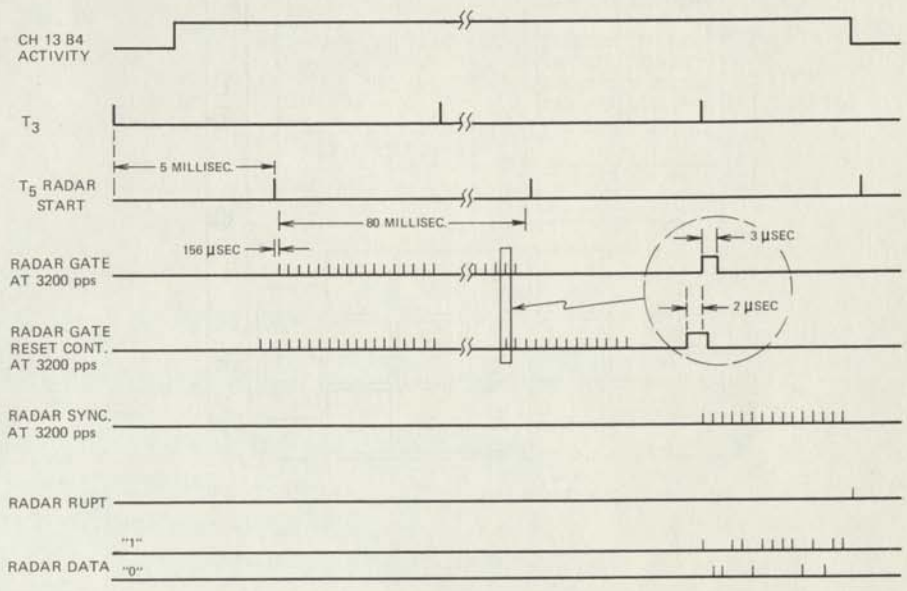 CH 13 B4
ACTIVITY
T3
5 MILLISEC.
T5 RADAR
START
80 MILLISEC.
156 µSEC
3 µSEC
RADAR GATE
AT 3200 pps
2 µSEC
RADAR GATE
RESET CONT.
AT 3200 pps
RADAR SYNC.
AT 3200 pps
RADAR RUPT
"1"
RADAR DATA
"0"